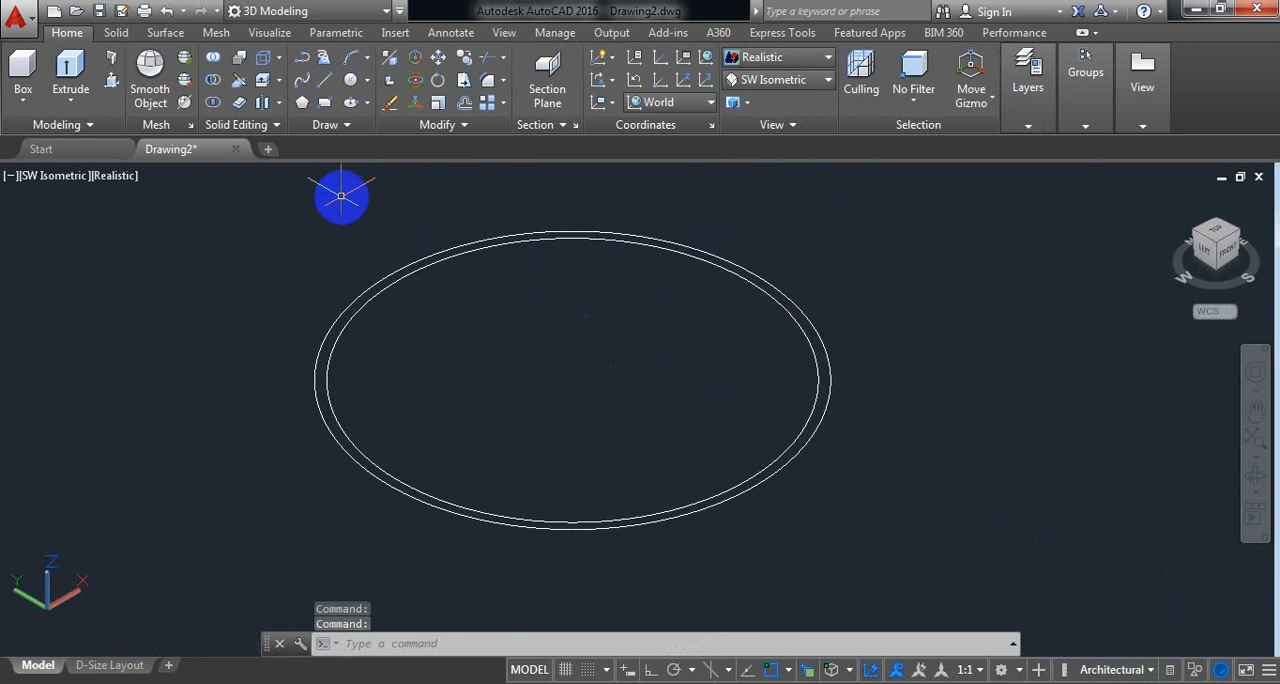 3D Modeling
Autodesk AutoCAD 2016 Drawing2.dwg
Type a keyword or phrase
Sign In
Home Solid Surface Mesh Visualize Parametric Insert Annotate View Manage Output Add-ins A360 Express Tools Featured Apps BIM 360 Performance
Box
Extrude
Smooth
Object
Section
Plane
World
Realistic
SW Isometric
Culling
No Filter
Move
Gizmo
Layers
Groups
View
Modeling
Mesh
Solid Editing
Draw
Modify
Section
Coordinates
View
Selection
Start
Drawing2*
[−][SW Isometric][Realistic]
TOP
LEFT
FRONT
W
S
WCS
Z
Y
X
Command:
Command:
Type a command
Model
D-Size Layout
MODEL
1:1
Architectural